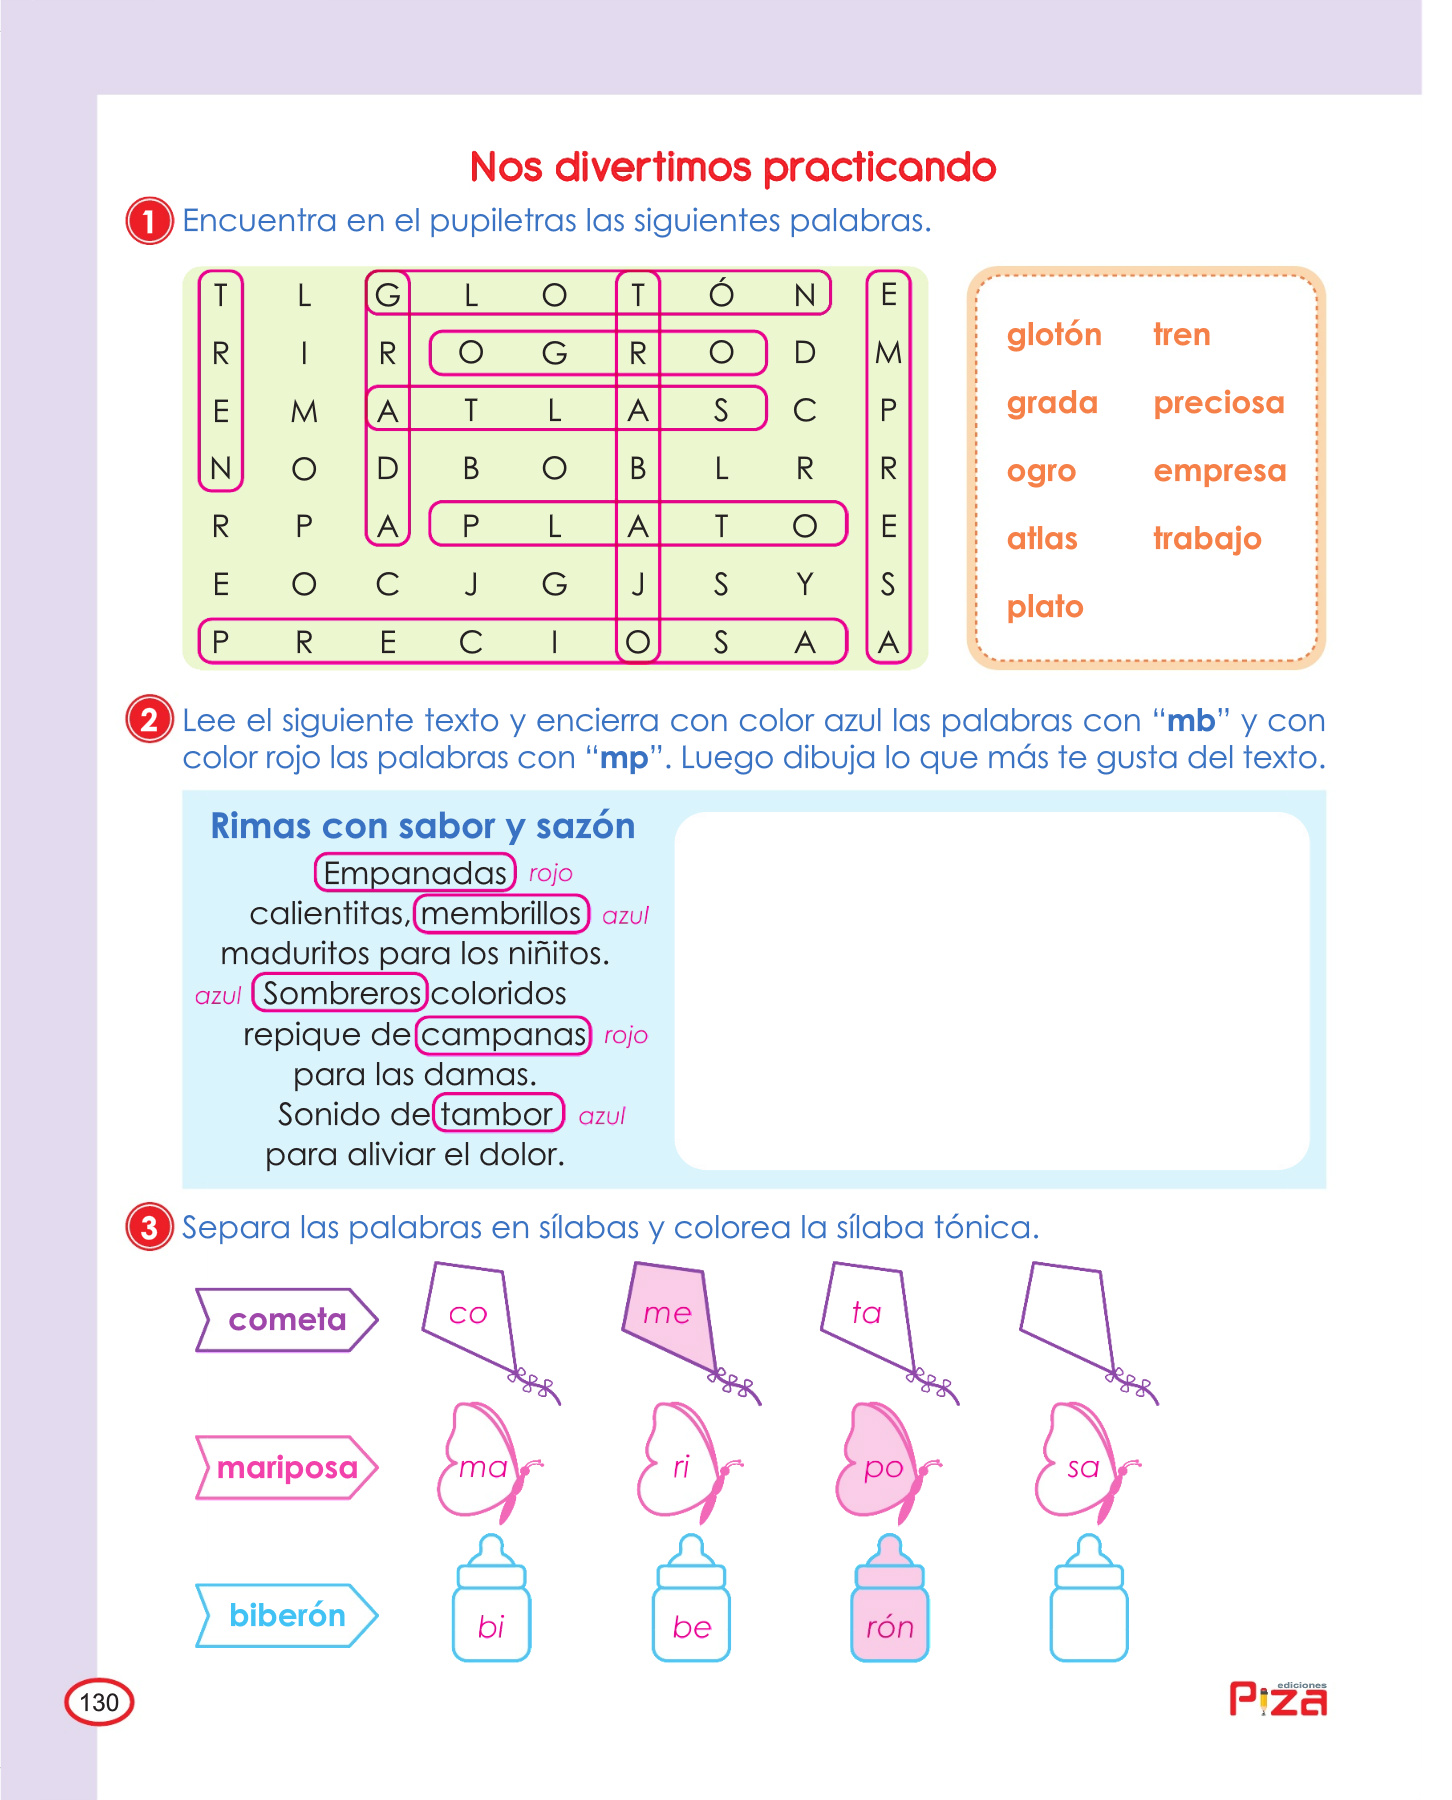 Nos divertimos practicando
1 Encuentra en el pupiletras las siguientes palabras.
T L G L O T Ó N E
R I R O G R O D M
E M A T L A S C P
N O D B O B L R R
R P A P L A T O E
E O C J G J S Y S
P R E C I O S A A
glotón tren
grada preciosa
ogro empresa
atlas trabajo
plato
2 Lee el siguiente texto y encierra con color azul las palabras con “mb” y con
color rojo las palabras con “mp”. Luego dibuja lo que más te gusta del texto.
Rimas con sabor y sazón
Empanadas rojo
calientitas, membrillos azul
maduritos para los niñitos.
azul Sombreros coloridos
repique de campanas rojo
para las damas.
Sonido de tambor azul
para aliviar el dolor.
3 Separa las palabras en sílabas y colorea la sílaba tónica.
cometa co me ta
mariposa ma ri po sa
biberón bi be rón
130
ediciones
Piza